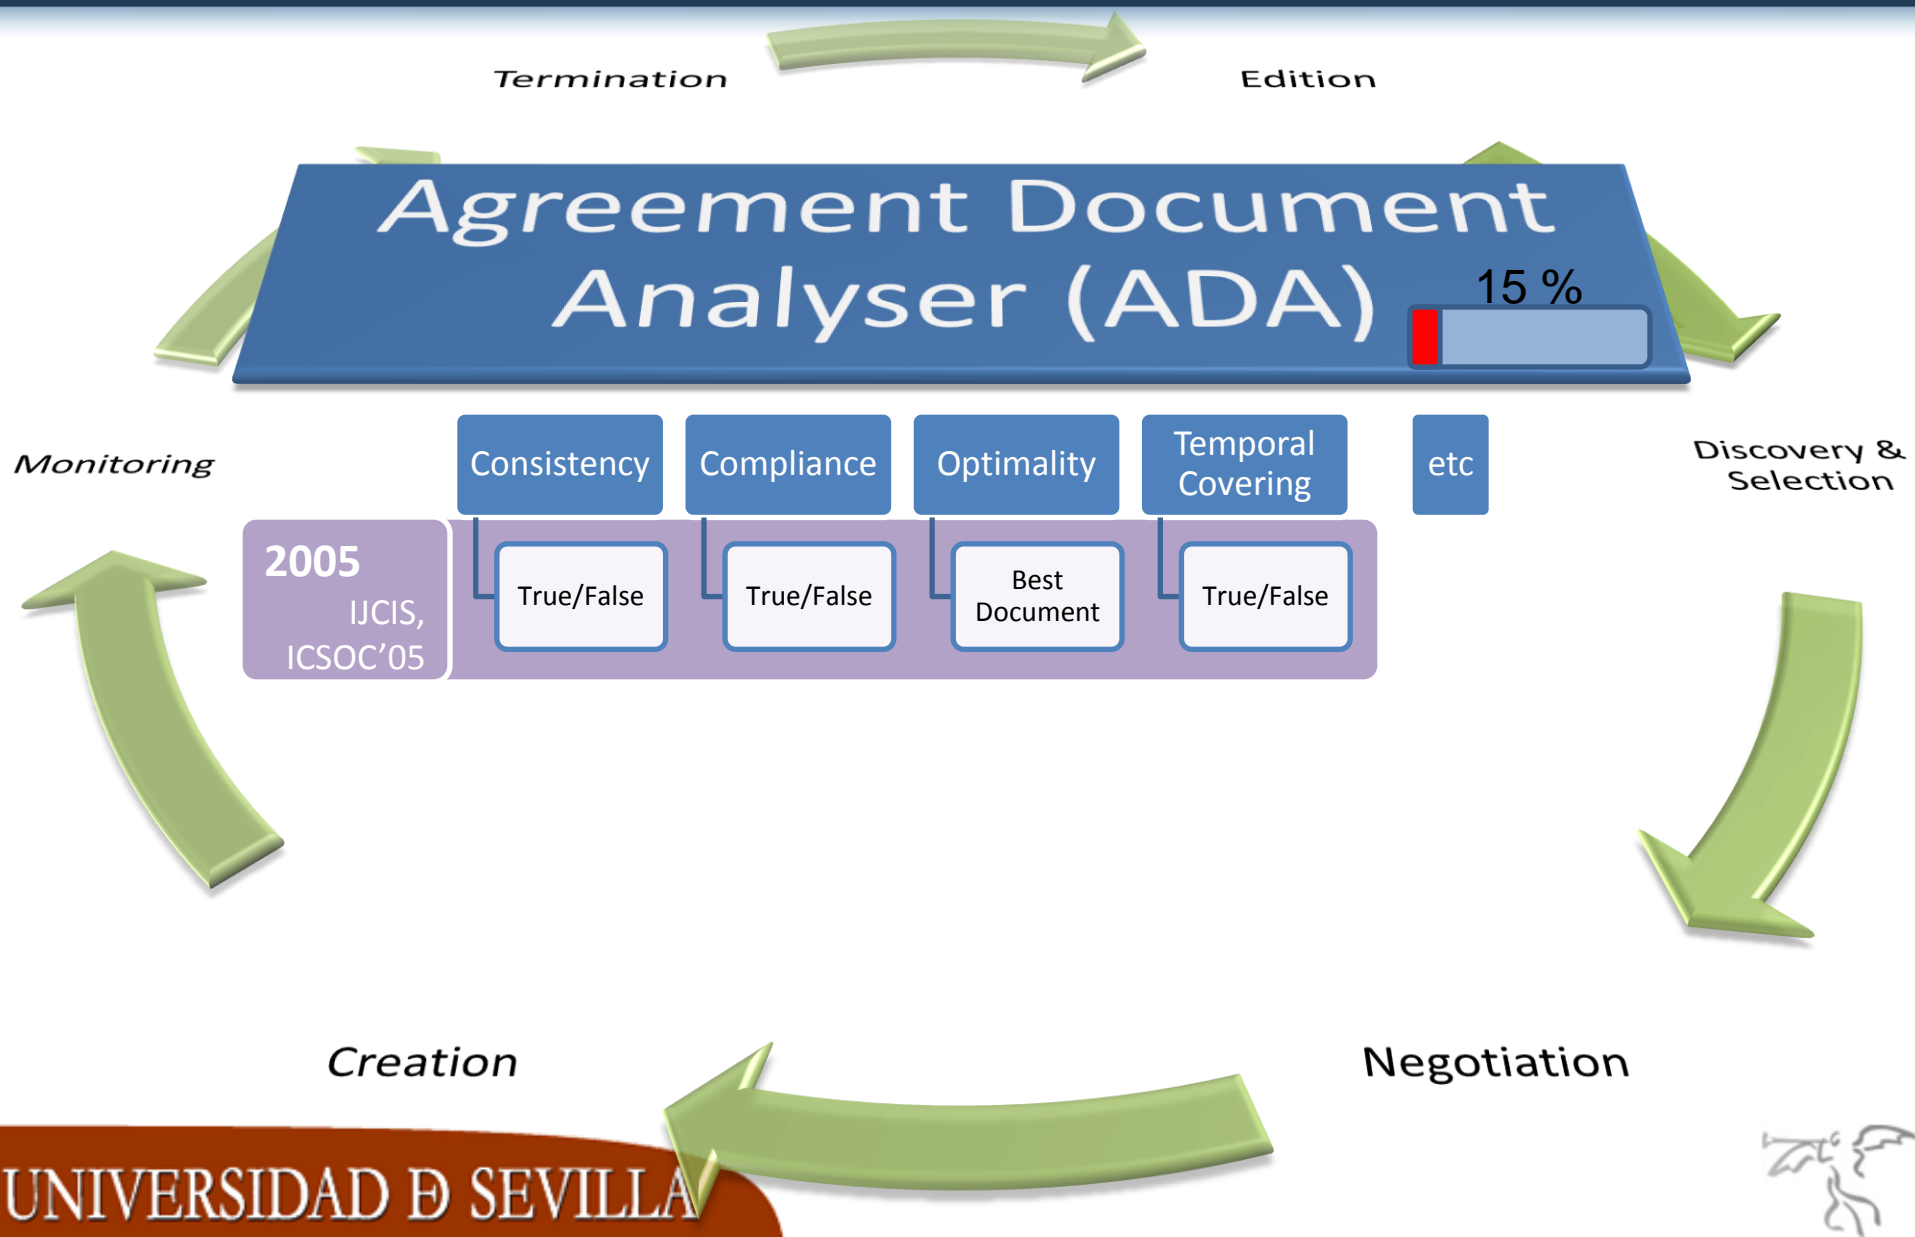 Termination
Edition
Agreement Document
Analyser (ADA)
15 %
Monitoring
Consistency
Compliance
Optimality
Temporal
Covering
etc
Discovery &
Selection
2005
IJCIS,
ICSOC’05
True/False
True/False
Best
Document
True/False
Creation
Negotiation
UNIVERSIDAD Ð SEVILLA